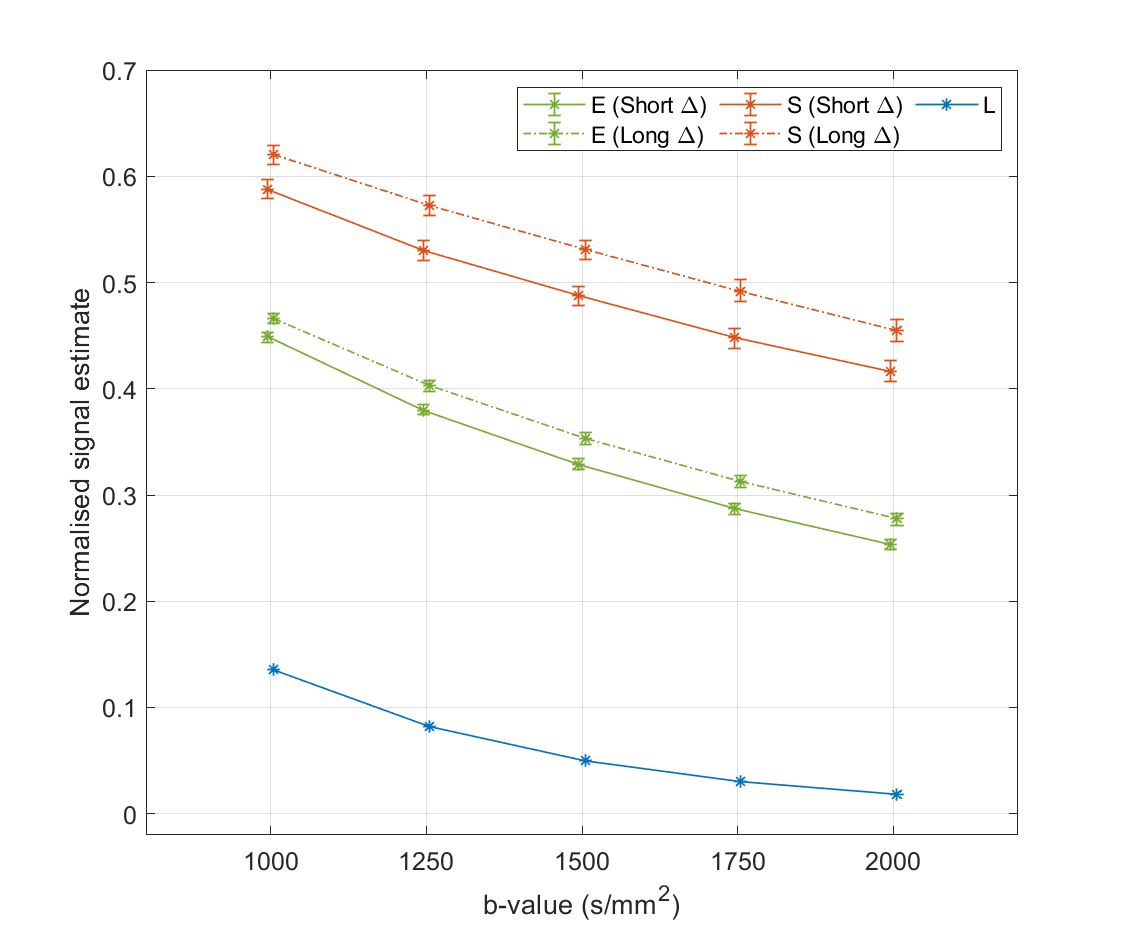 0.7
0.6
0.5
0.4
0.3
0.2
0.1
0
Normalised signal estimate
E (Short Δ) S (Short Δ) L
E (Long Δ) S (Long Δ)
1000 1250 1500 1750 2000
b-value (s/mm²)